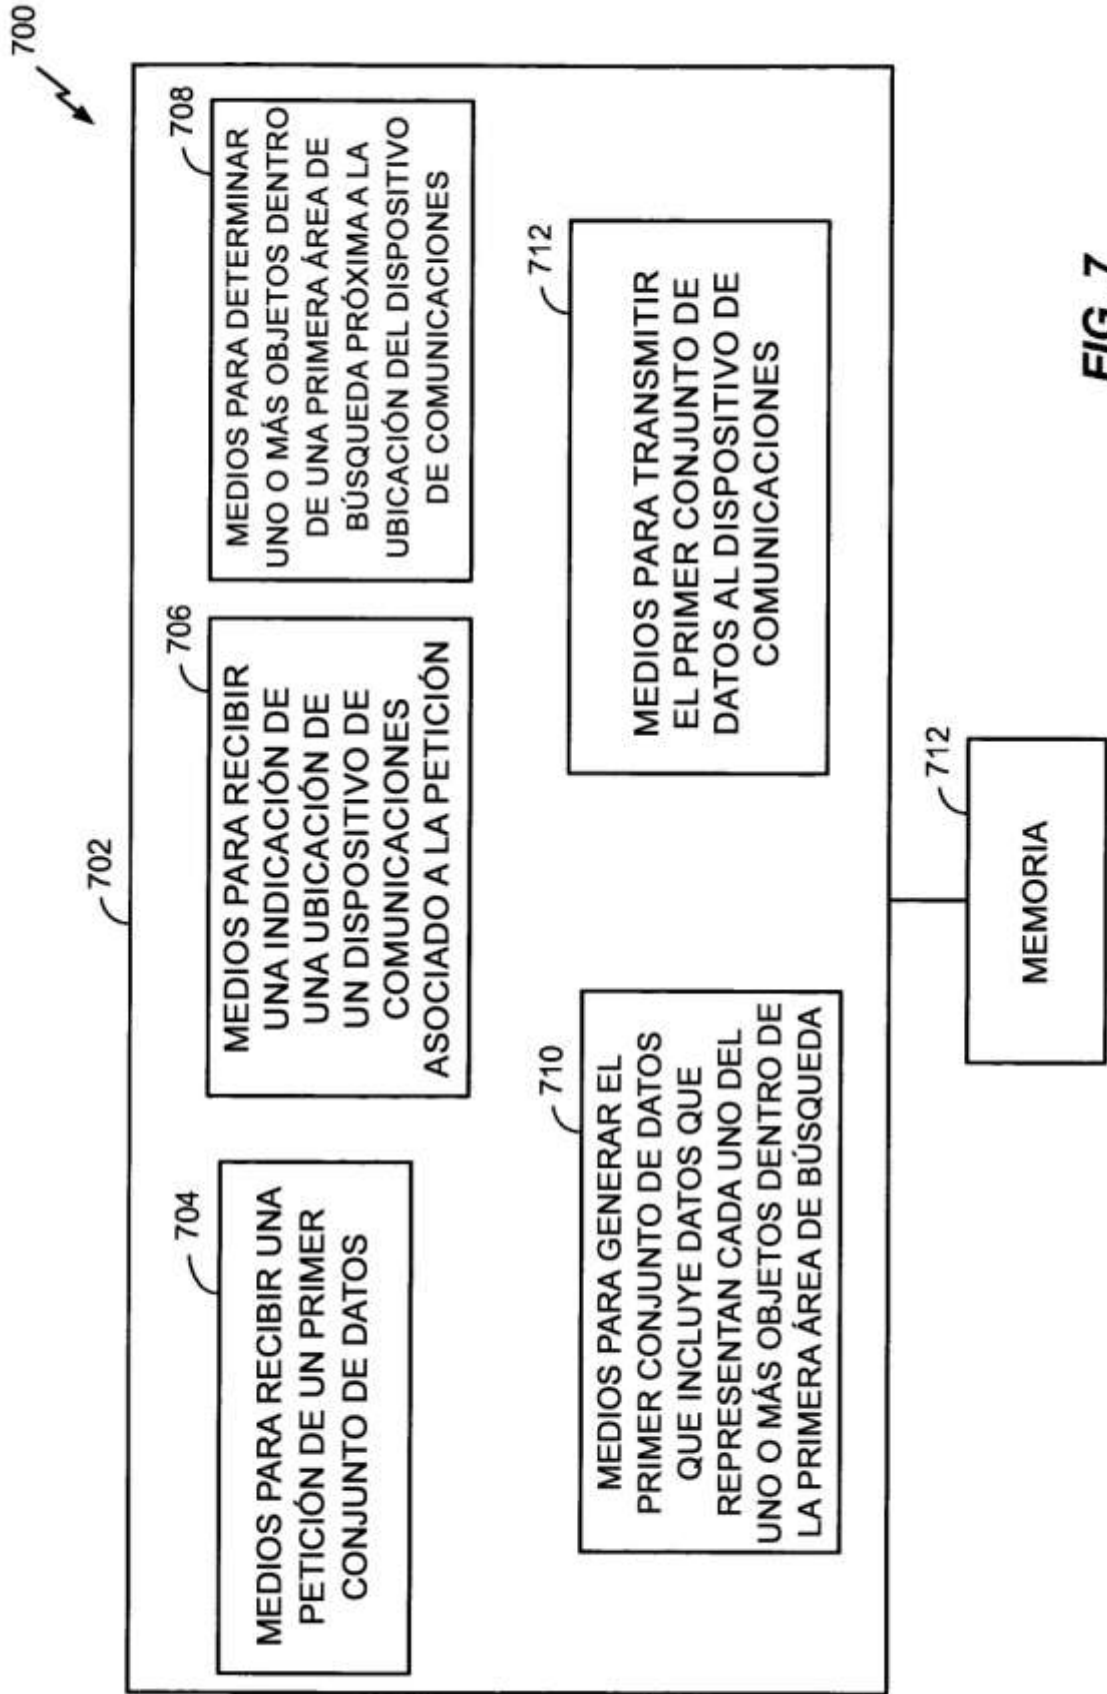 700
702
704
MEDIOS PARA RECIBIR UNA
PETICIÓN DE UN PRIMER
CONJUNTO DE DATOS
706
MEDIOS PARA RECIBIR
UNA INDICACIÓN DE
UNA UBICACIÓN DE
UN DISPOSITIVO DE
COMUNICACIONES
ASOCIADO A LA PETICIÓN
708
MEDIOS PARA DETERMINAR
UNO O MÁS OBJETOS DENTRO
DE UNA PRIMERA ÁREA DE
BÚSQUEDA PRÓXIMA A LA
UBICACIÓN DEL DISPOSITIVO
DE COMUNICACIONES
710
MEDIOS PARA GENERAR EL
PRIMER CONJUNTO DE DATOS
QUE INCLUYE DATOS QUE
REPRESENTAN CADA UNO DEL
UNO O MÁS OBJETOS DENTRO DE
LA PRIMERA ÁREA DE BÚSQUEDA
712
MEDIOS PARA TRANSMITIR
EL PRIMER CONJUNTO DE
DATOS AL DISPOSITIVO DE
COMUNICACIONES
712
MEMORIA
FIG. 7